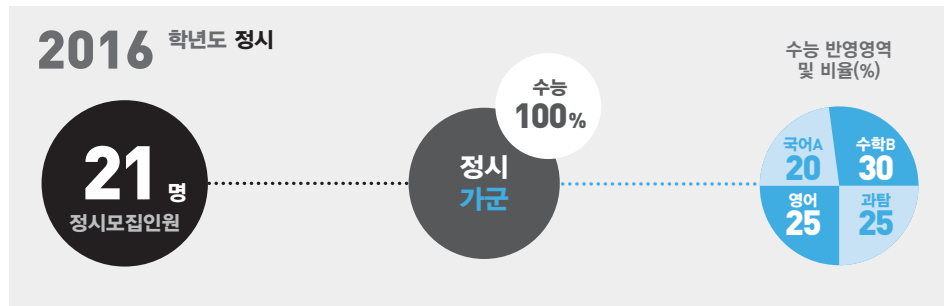 2016 학년도 정시
21 명
정시모집인원
수능
100%
정시
가군
수능 반영영역
및 비율(%)
국어A
20
수학B
30
영어
25
과탐
25